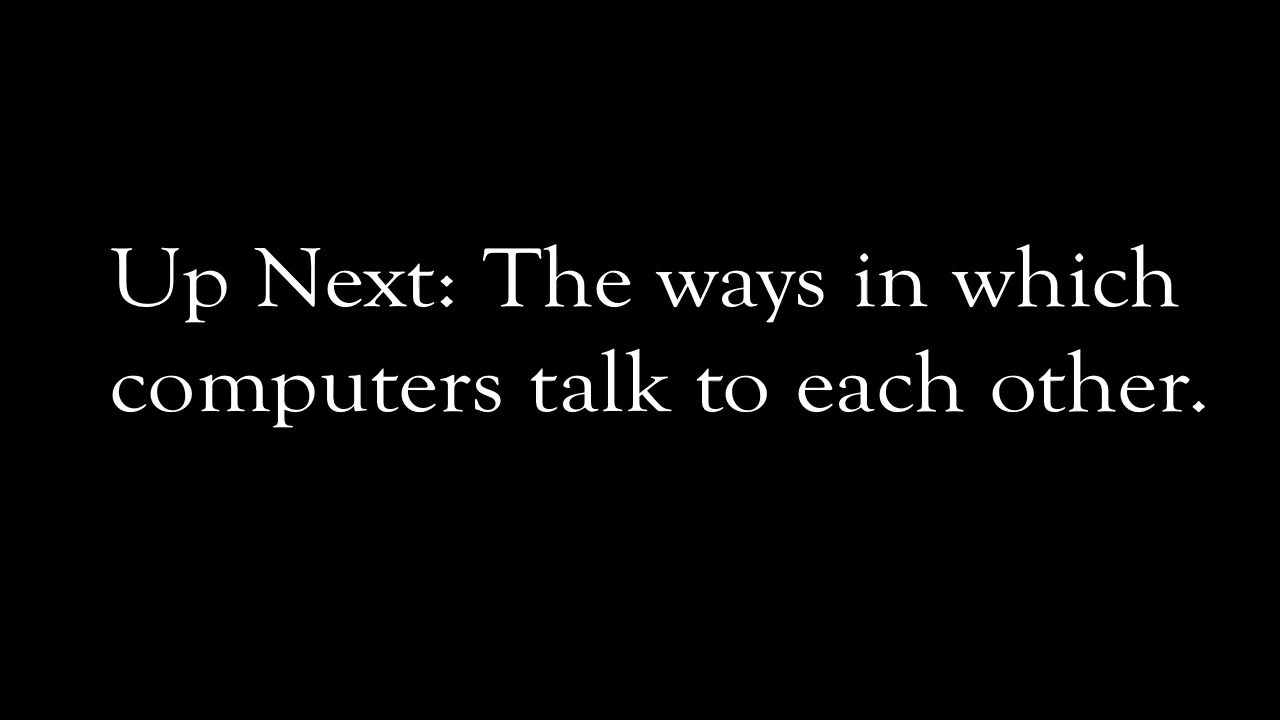 Up Next: The ways in which
computers talk to each other.